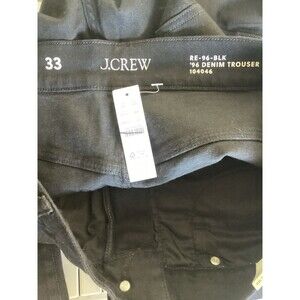 33
J.CREW
RE-96-BLK
'96 DENIM TROUSER
104046